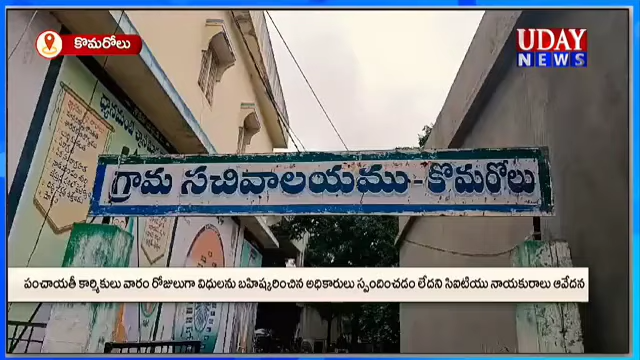 కొమరోలు
UDAY
NEWS
గ్రామ సచివాలయము - కొమరోలు
పంచాయతీ కార్మికులు వారం రోజులుగా విధులను బహిష్కరించిన అధికారులు స్పందించడం లేదని సిఐటియు నాయకురాలు ఆవేదన